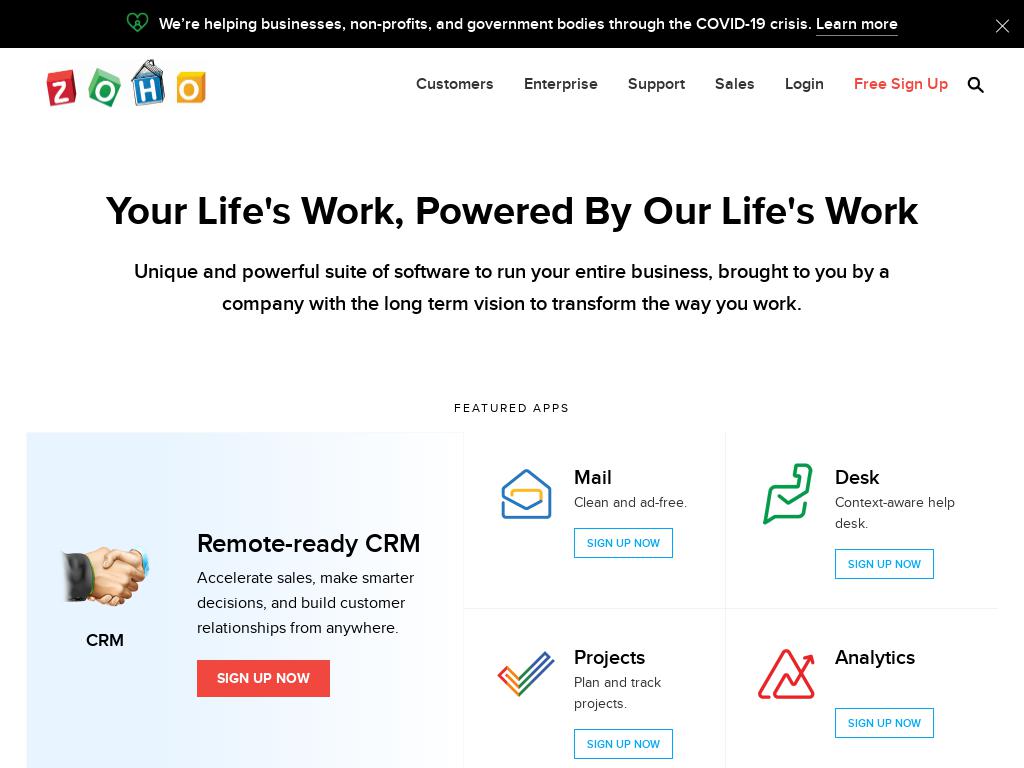 We’re helping businesses, non-profits, and government bodies through the COVID-19 crisis. Learn more
ZOHO
Customers Enterprise Support Sales Login Free Sign Up
Your Life's Work, Powered By Our Life's Work
Unique and powerful suite of software to run your entire business, brought to you by a
company with the long term vision to transform the way you work.
FEATURED APPS
CRM
Remote-ready CRM
Accelerate sales, make smarter
decisions, and build customer
relationships from anywhere.
SIGN UP NOW
Mail
Clean and ad-free.
SIGN UP NOW
Desk
Context-aware help
desk.
SIGN UP NOW
Projects
Plan and track
projects.
SIGN UP NOW
Analytics
SIGN UP NOW